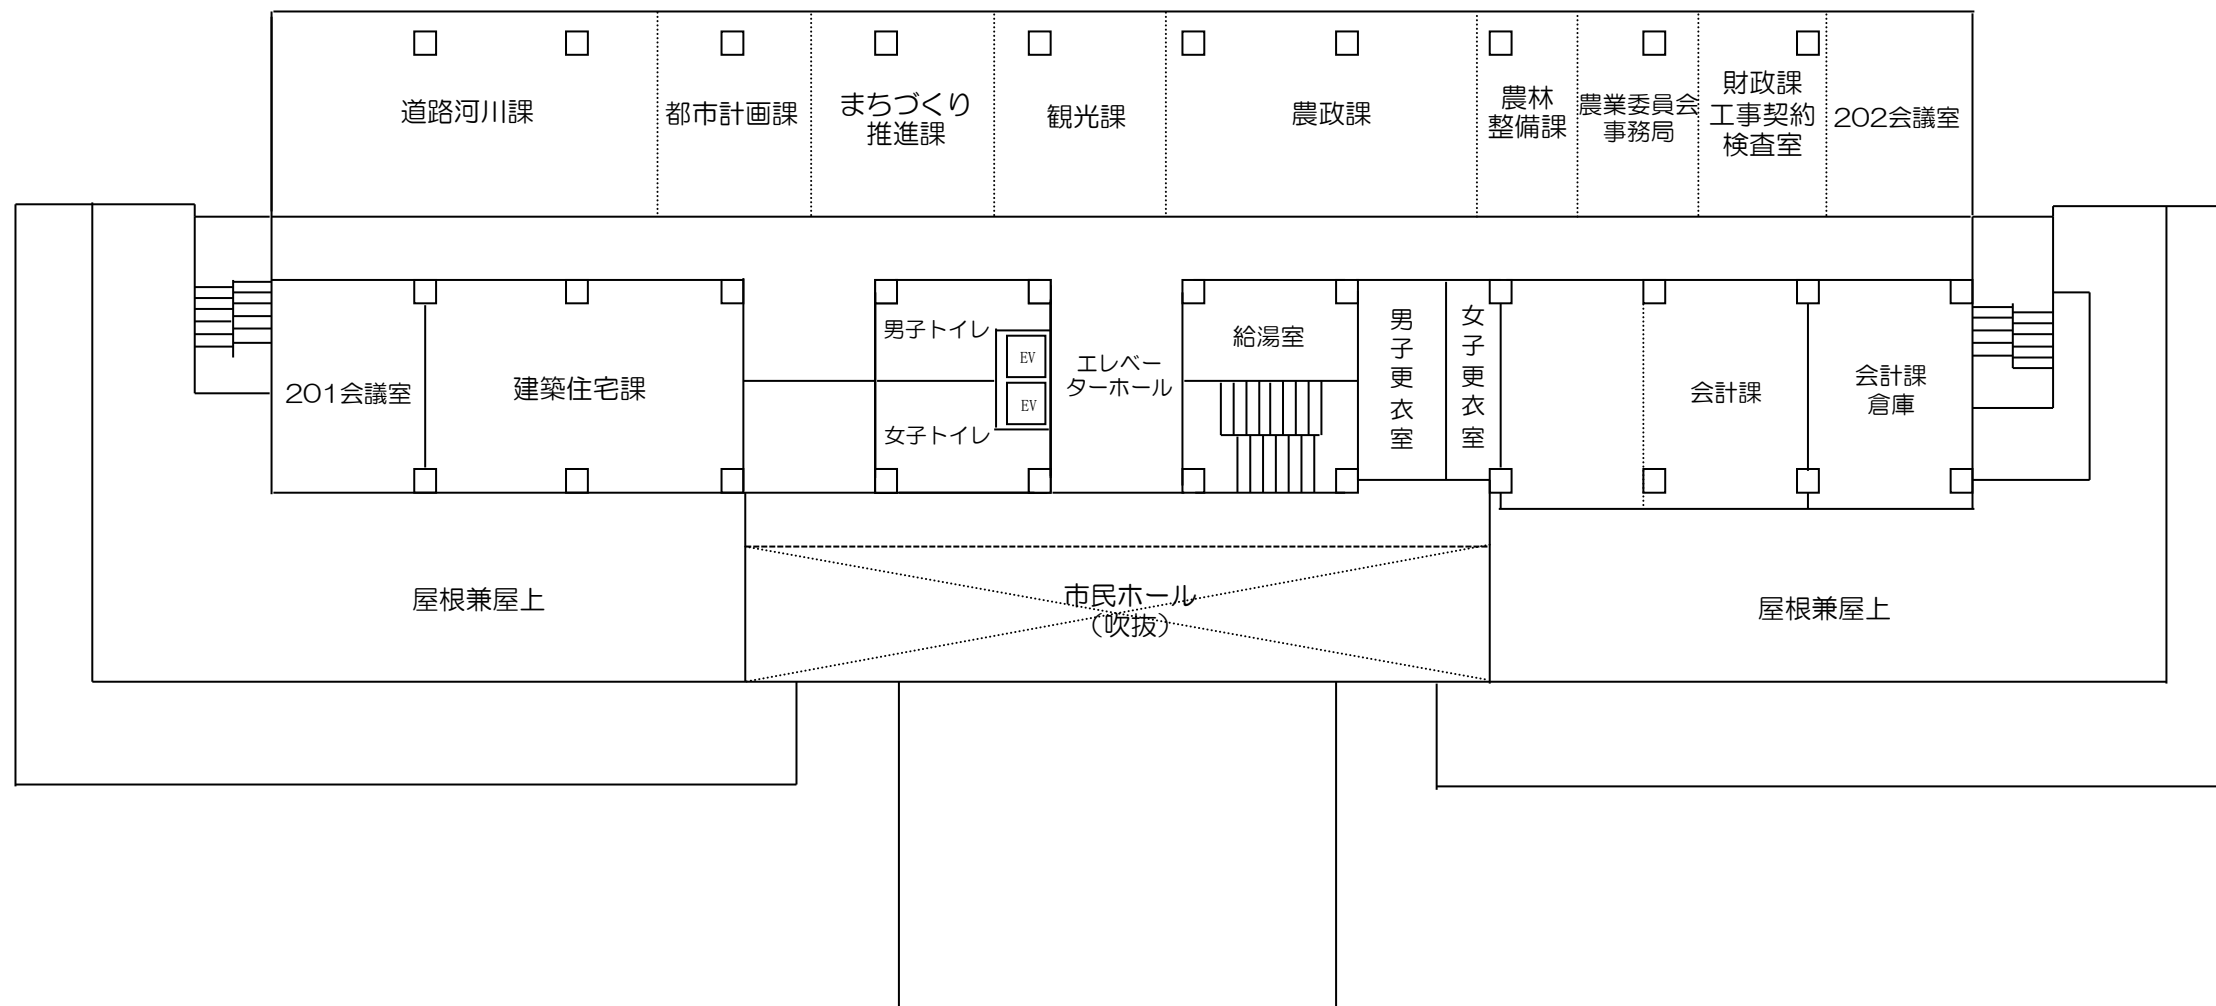 道路河川課
都市計画課
まちづくり
推進課
観光課
農政課
農林
整備課
農業委員会
事務局
財政課
工事契約
検査室
202会議室
201会議室
建築住宅課
男子トイレ
女子トイレ
EV
EV
エレベー
ターホール
給湯室
男子更衣室
女子更衣室
会計課
会計課
倉庫
屋根兼屋上
市民ホール
（吹抜）
屋根兼屋上